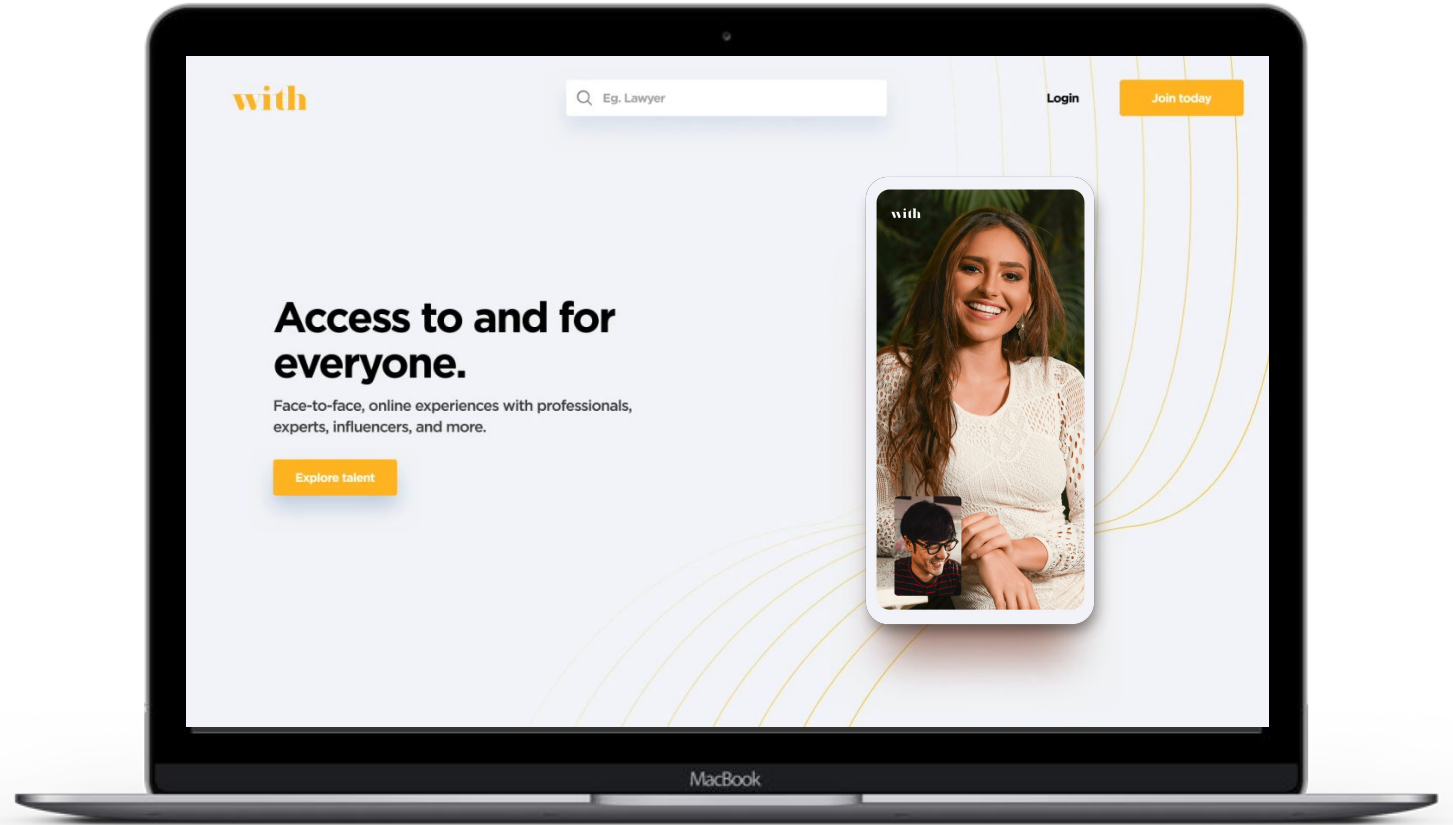 with
Eg. Lawyer
Login
Join today
with
Access to and for
everyone.
Face-to-face, online experiences with professionals,
experts, influencers, and more.
Explore talent
MacBook